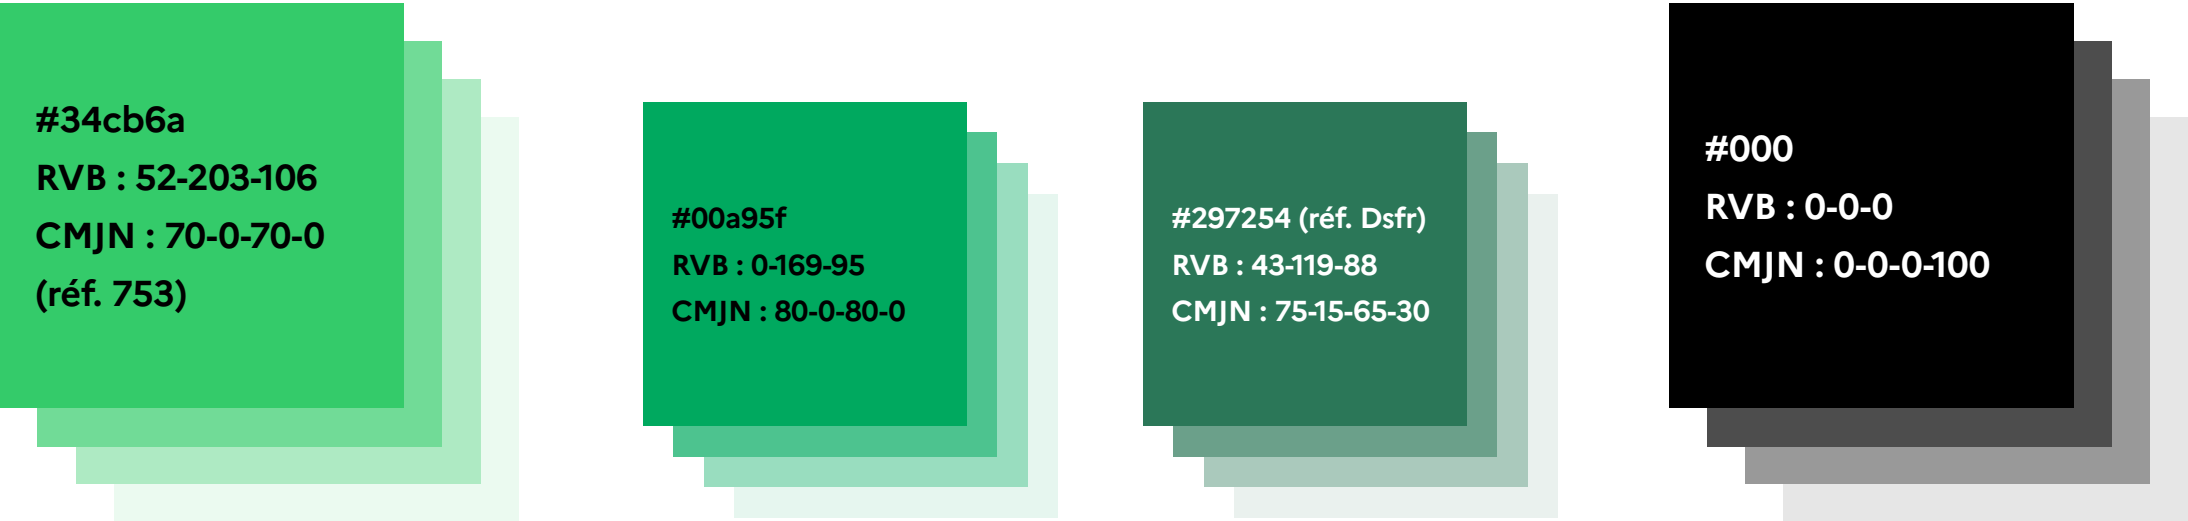 #34cb6a
RVB : 52-203-106
CMJN : 70-0-70-0
(réf. 753)
#00a95f
RVB : 0-169-95
CMJN : 80-0-80-0
#297254 (réf. Dsfr)
RVB : 43-119-88
CMJN : 75-15-65-30
#000
RVB : 0-0-0
CMJN : 0-0-0-100